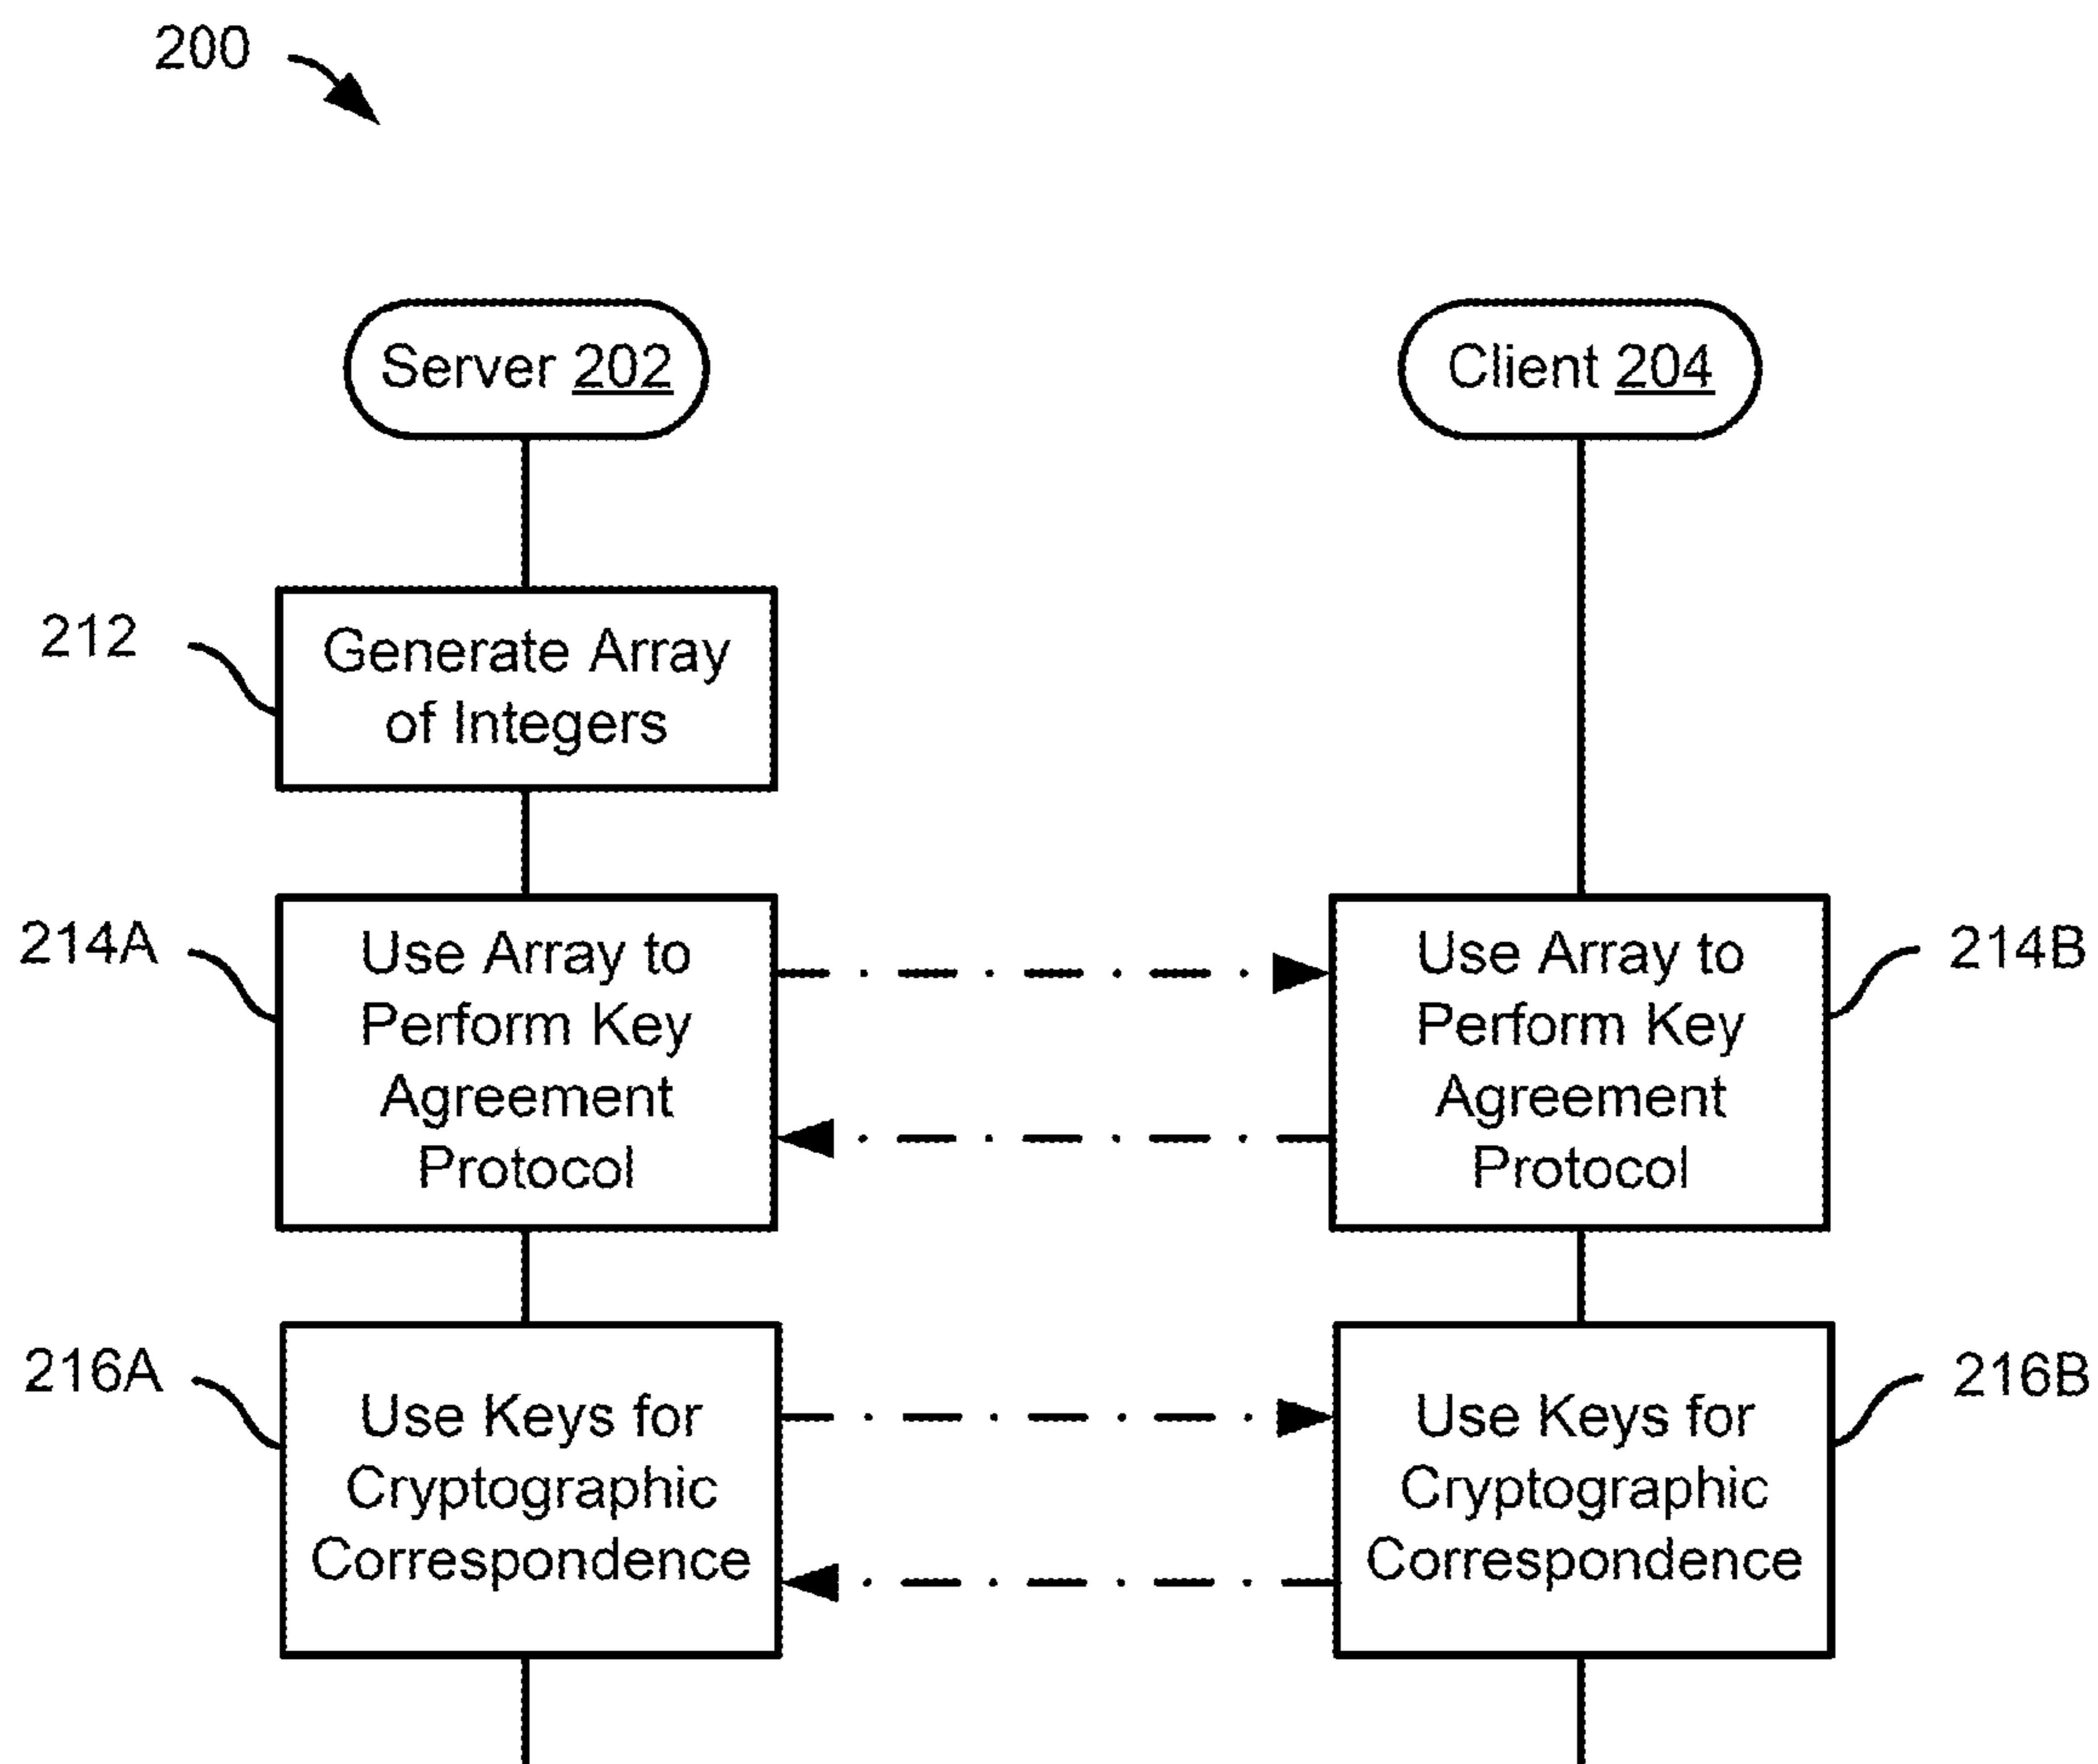 200
Server 202
Client 204
212
Generate Array
of Integers
214A
Use Array to
Perform Key
Agreement
Protocol
Use Array to
Perform Key
Agreement
Protocol
214B
216A
Use Keys for
Cryptographic
Correspondence
Use Keys for
Cryptographic
Correspondence
216B